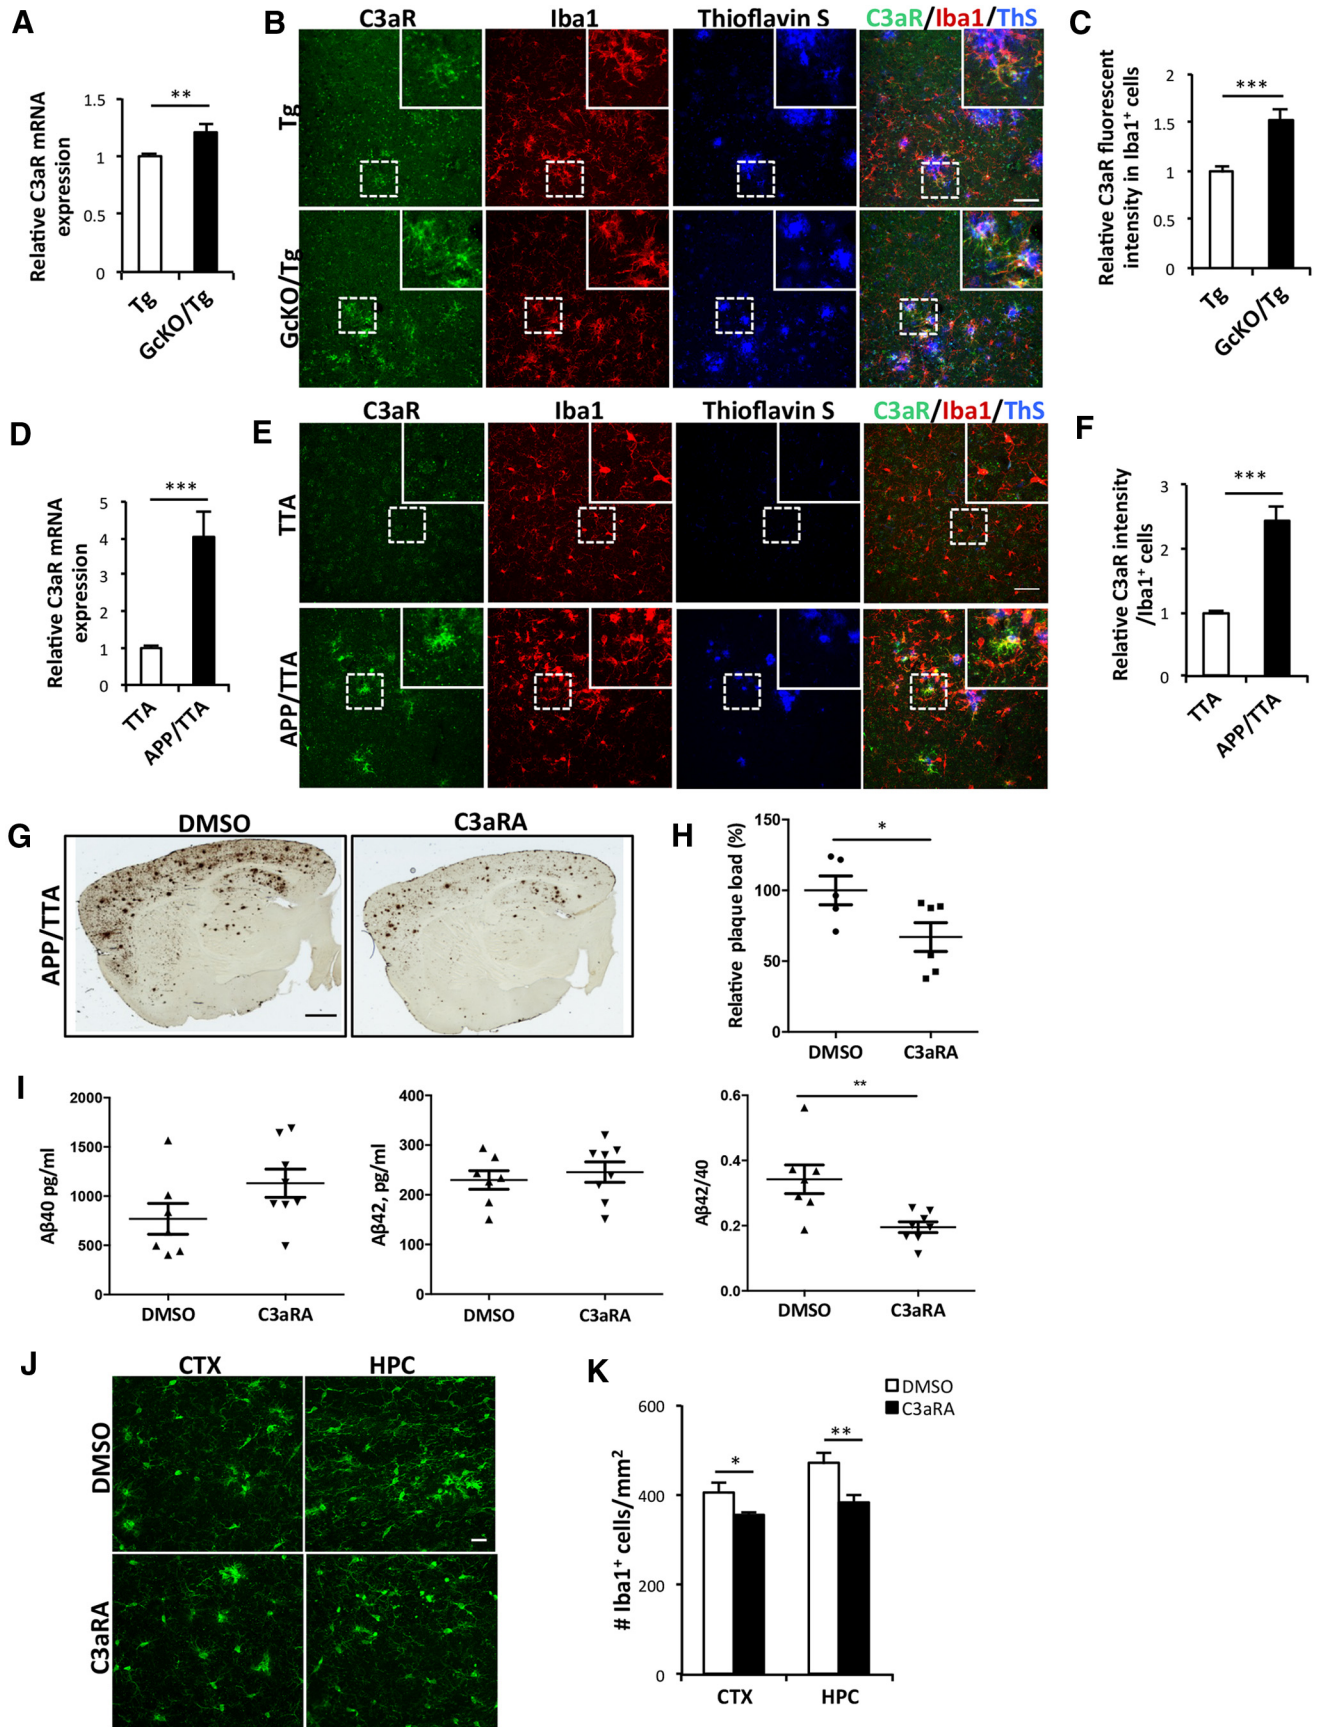 A
Relative C3aR mRNA
expression
1.5
1
0.5
0
**
Tg
GcKO/Tg
B
C3aR
Iba1
Thioflavin S
C3aR/Iba1/ThS
Tg
GcKO/Tg
C
Relative C3aR fluorescent
intensity in Iba1+ cells
2
1.5
1
0.5
0
***
Tg
GcKO/Tg
D
Relative C3aR mRNA
expression
5
4
3
2
1
0
***
TTA
APP/TTA
E
C3aR
Iba1
Thioflavin S
C3aR/Iba1/ThS
TTA
APP/TTA
F
Relative C3aR intensity
/Iba1+ cells
3
2
1
0
***
TTA
APP/TTA
G
DMSO
C3aRA
APP/TTA
H
Relative plaque load (%)
150
100
50
0
*
DMSO
C3aRA
I
Aβ40 pg/ml
2000
1500
1000
500
0
DMSO
C3aRA
Aβ42, pg/ml
400
300
200
100
0
DMSO
C3aRA
Aβ42/40
0.6
0.4
0.2
0.0
**
DMSO
C3aRA
J
CTX
HPC
DMSO
C3aRA
K
# Iba1+ cells/mm2
600
400
200
0
*
**
DMSO
C3aRA
CTX
HPC